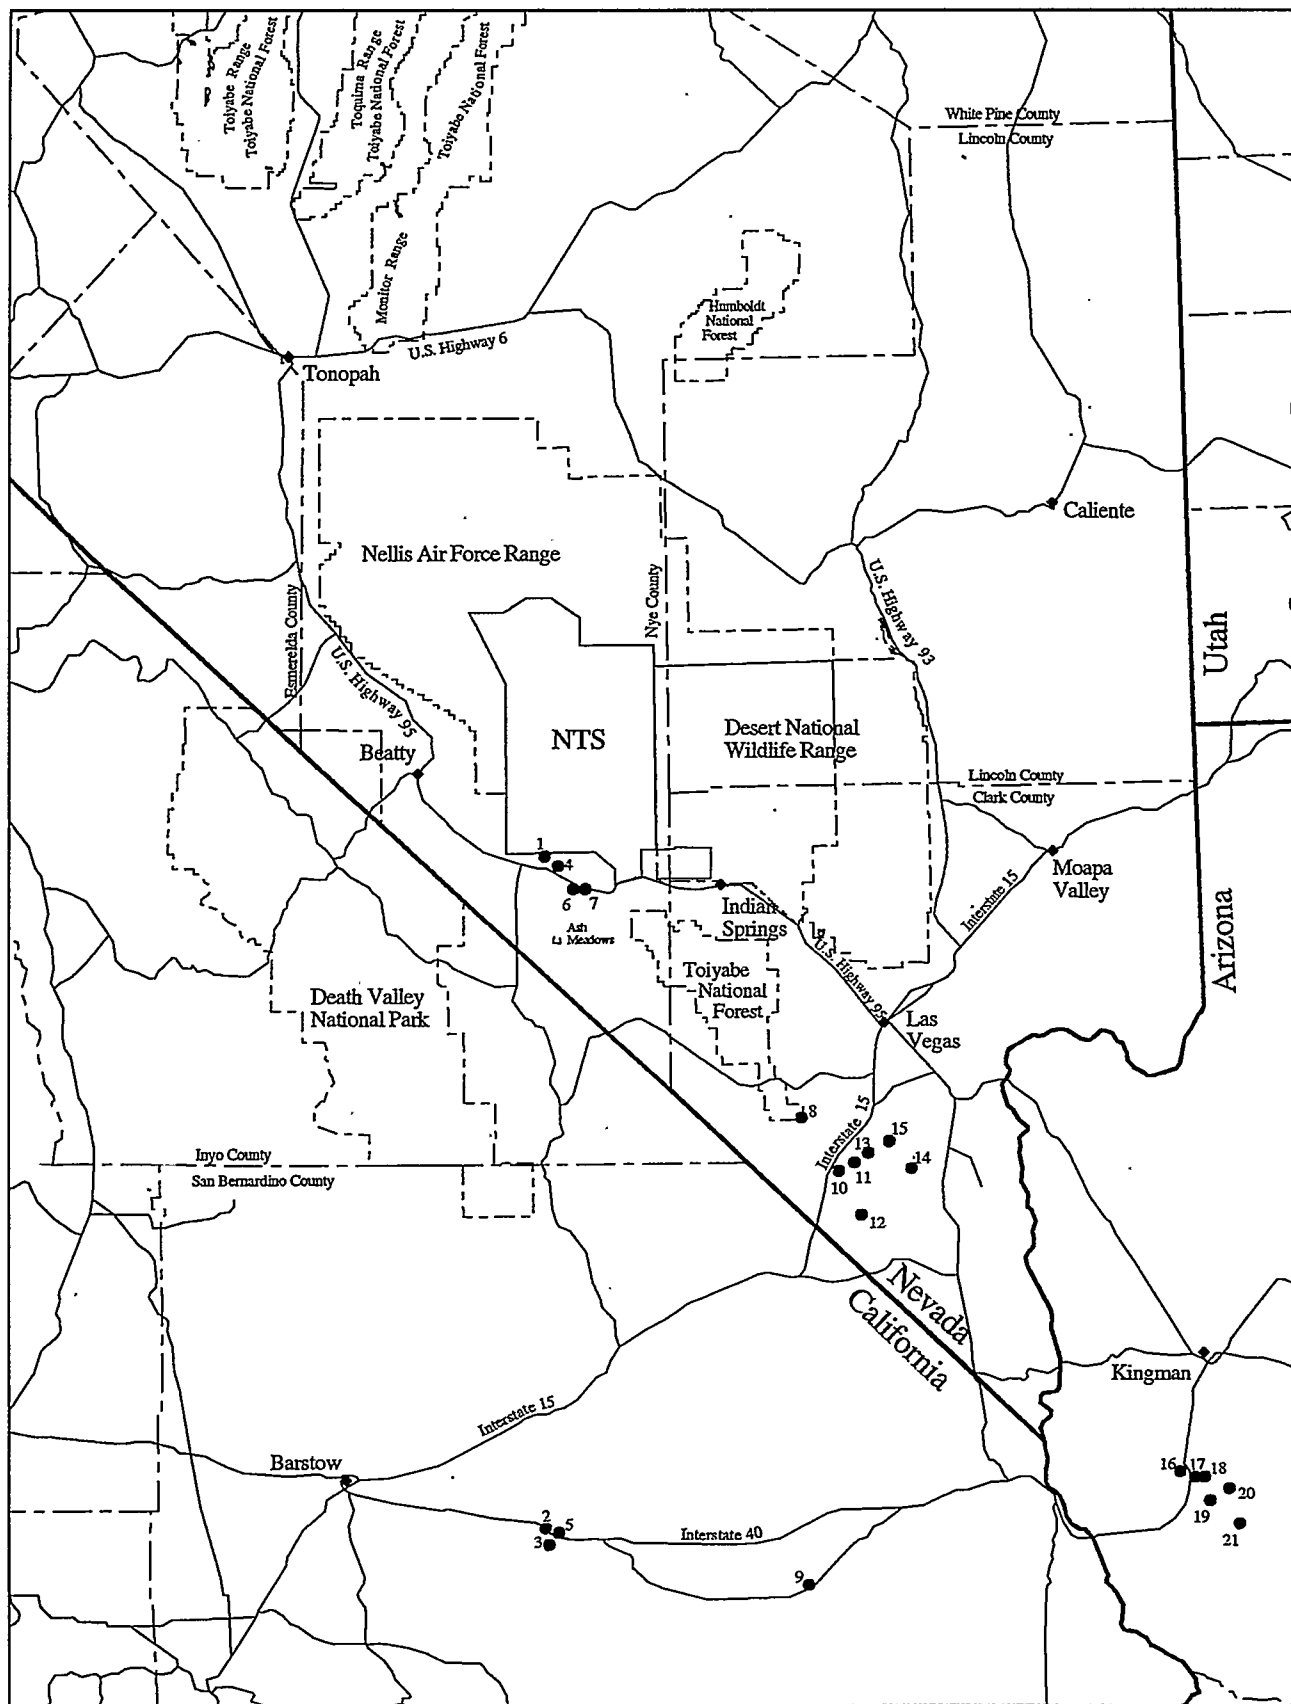 Toiyabe Range
Toiyabe National Forest
Toquima Range
Toiyabe National Forest
Toiyabe National Forest
White Pine County
Lincoln County
Monitor Range
Humboldt
National
Forest
U.S. Highway 6
Tonopah
Caliente
Nellis Air Force Range
U.S. Highway 93
Nye County
Esmerelda County
Utah
U.S. Highway 95
NTS
Desert National
Wildlife Range
Beatty
Lincoln County
Clark County
1
4
6
7
Moapa
Valley
Interstate 15
Indian
Springs
Ash
Meadows
U.S. Highway 95
Arizona
Toiyabe
National
Forest
Death Valley
National Park
Las
Vegas
8
Interstate 15
15
13
14
11
10
12
Inyo County
San Bernardino County
Nevada
California
Kingman
Interstate 15
Barstow
16
17
18
20
19
21
2
5
3
Interstate 40
9